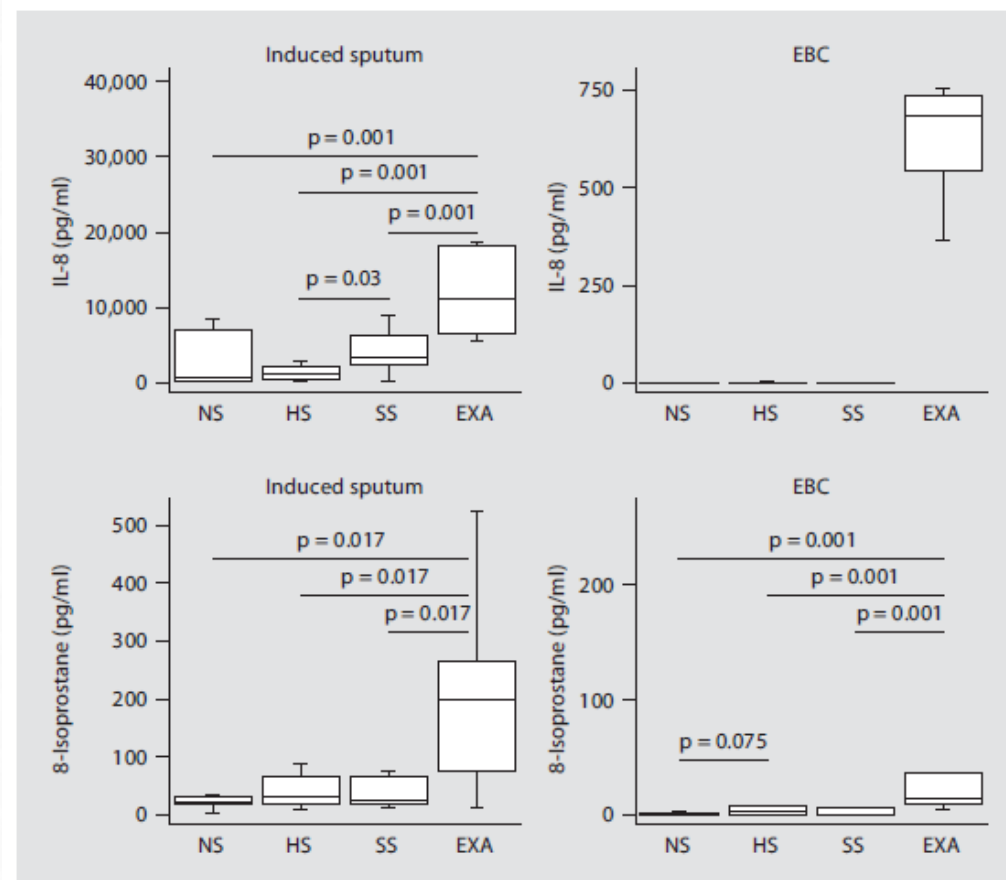 Induced sputum
IL-8 (pg/ml)
40,000
30,000
20,000
10,000
0
p = 0.001
p = 0.001
p = 0.001
p = 0.03
NS HS SS EXA
EBC
IL-8 (pg/ml)
750
500
250
0
NS HS SS EXA
Induced sputum
8-Isoprostane (pg/ml)
500
400
300
200
100
0
p = 0.017
p = 0.017
p = 0.017
NS HS SS EXA
EBC
8-Isoprostane (pg/ml)
200
100
0
p = 0.001
p = 0.001
p = 0.001
p = 0.075
NS HS SS EXA